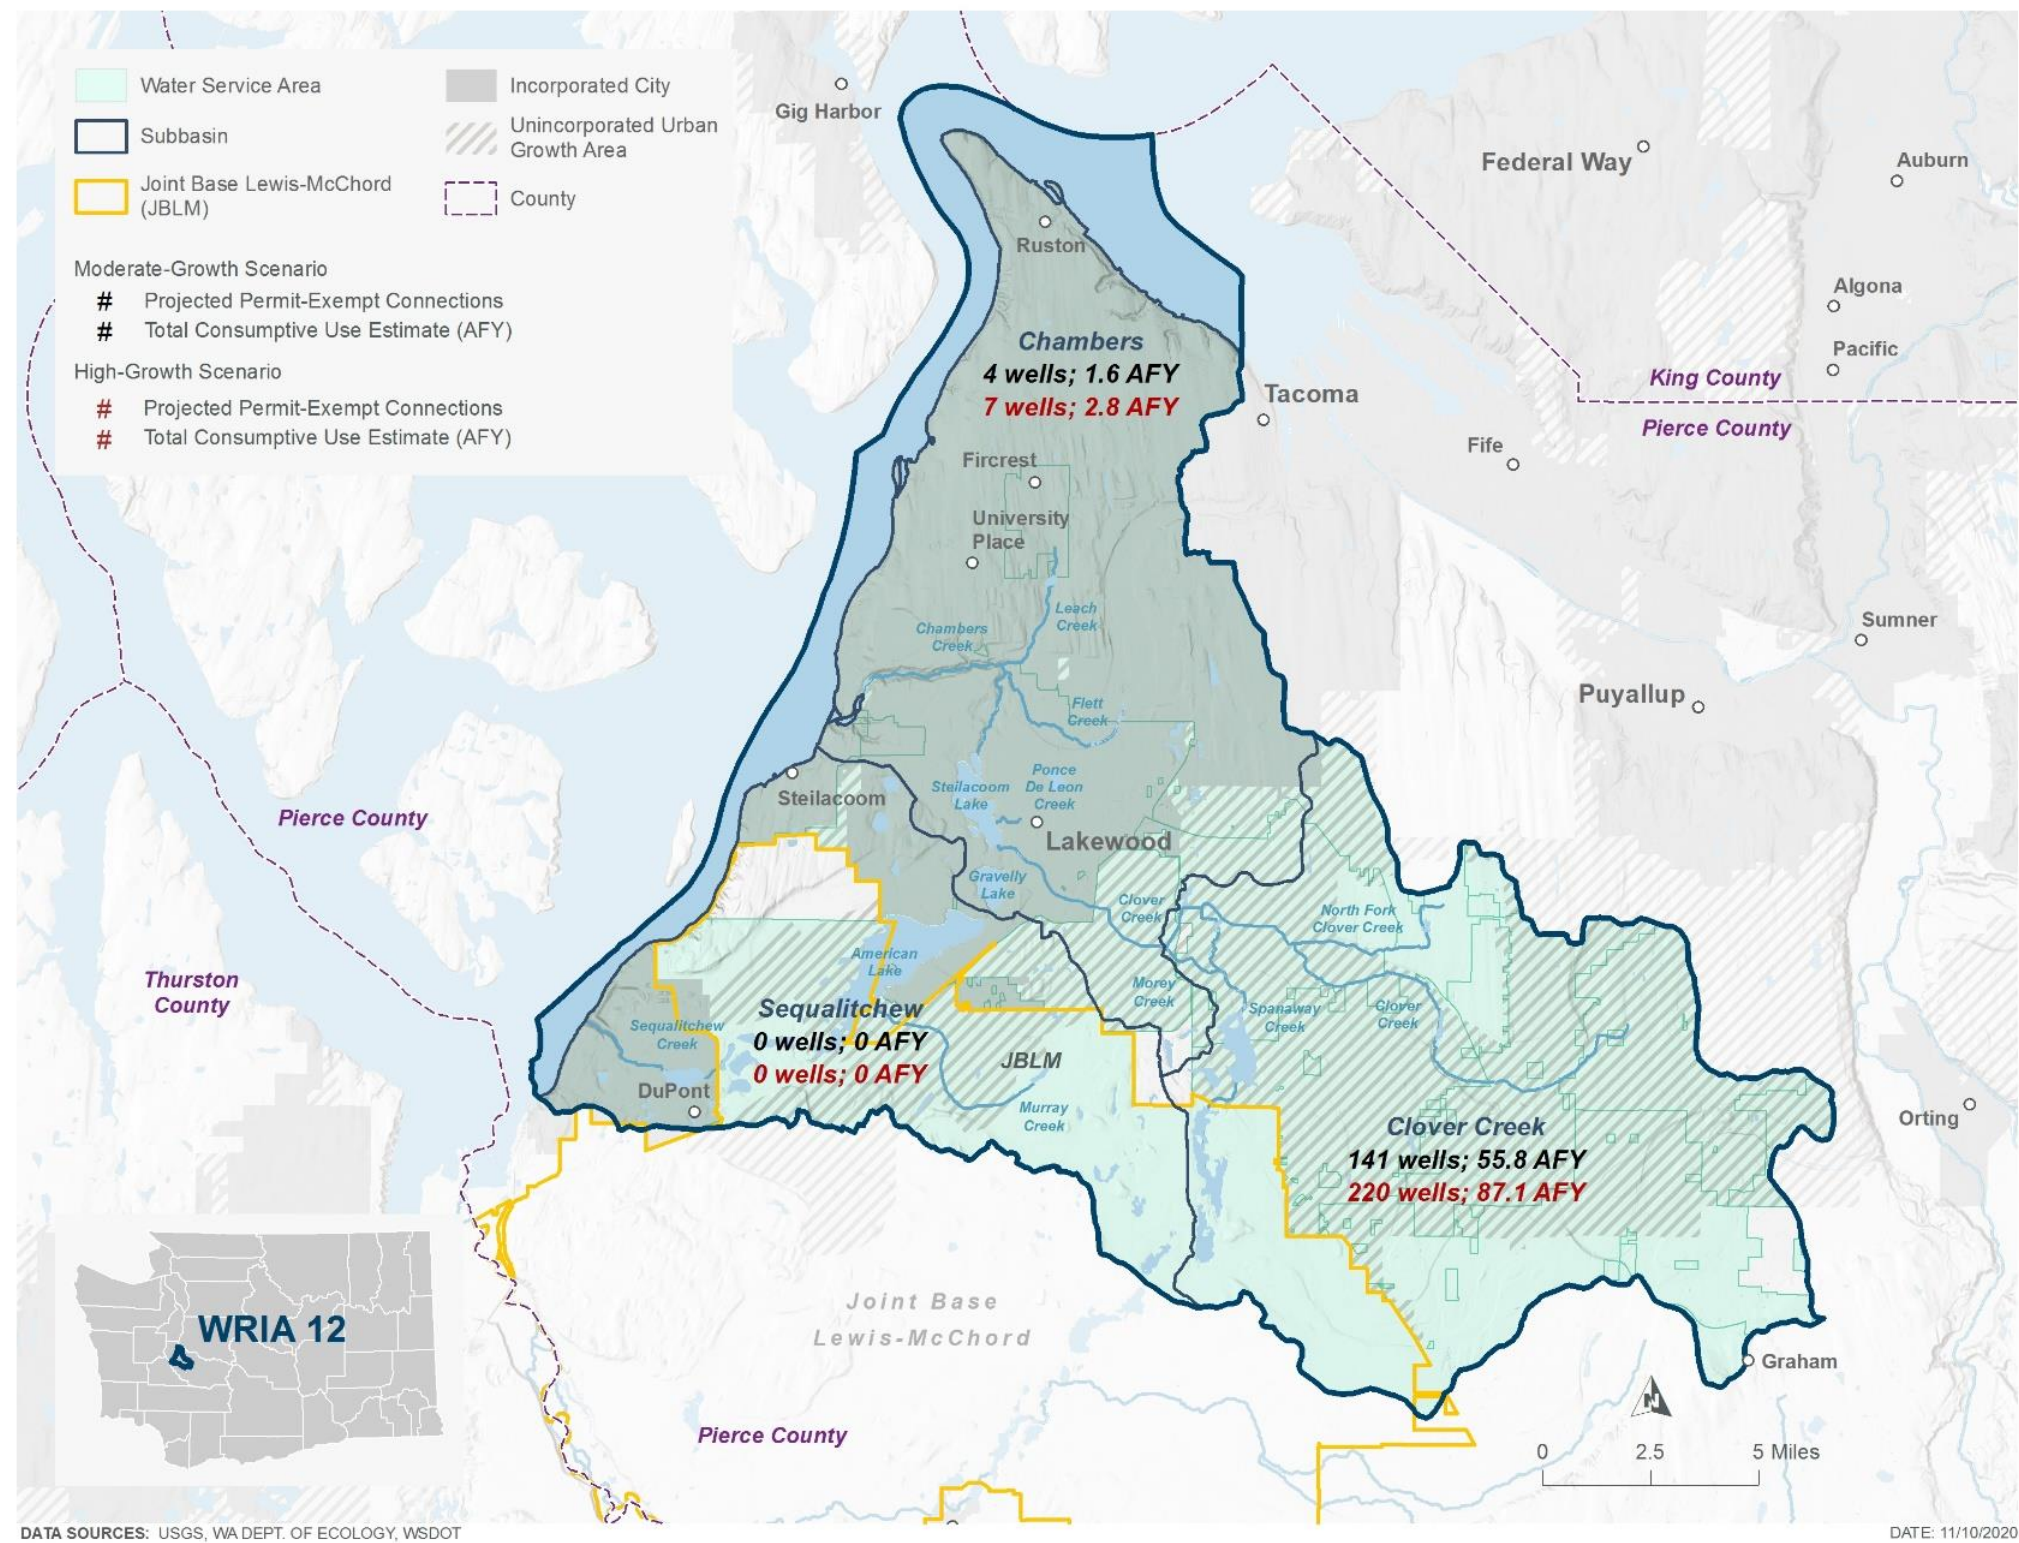 Water Service Area
Subbasin
Joint Base Lewis-McChord
(JBLM)
Incorporated City
Unincorporated Urban
Growth Area
County
Moderate-Growth Scenario
# Projected Permit-Exempt Connections
# Total Consumptive Use Estimate (AFY)
High-Growth Scenario
# Projected Permit-Exempt Connections
# Total Consumptive Use Estimate (AFY)
Gig Harbor
Federal Way
Auburn
Ruston
Algona
Pacific
Chambers
4 wells; 1.6 AFY
7 wells; 2.8 AFY
Tacoma
King County
Pierce County
Fife
Fircrest
University
Place
Leach
Creek
Chambers
Creek
Sumner
Puyallup
Flett
Creek
Steilacoom
Lake
Ponce
De Leon
Creek
Steilacoom
Lakewood
Pierce County
Gravelly
Lake
Clover
Creek
North Fork
Clover Creek
American
Lake
Thurston
County
Morey
Creek
Spanaway
Creek
Clover
Creek
Sequalitchew
0 wells; 0 AFY
0 wells; 0 AFY
Sequalitchew
Creek
JBLM
DuPont
Murray
Creek
Orting
Clover Creek
141 wells; 55.8 AFY
220 wells; 87.1 AFY
Joint Base
Lewis-McChord
WRIA 12
Graham
Pierce County
N
0 2.5 5 Miles
DATA SOURCES: USGS, WA DEPT. OF ECOLOGY, WSDOT
DATE: 11/10/2020